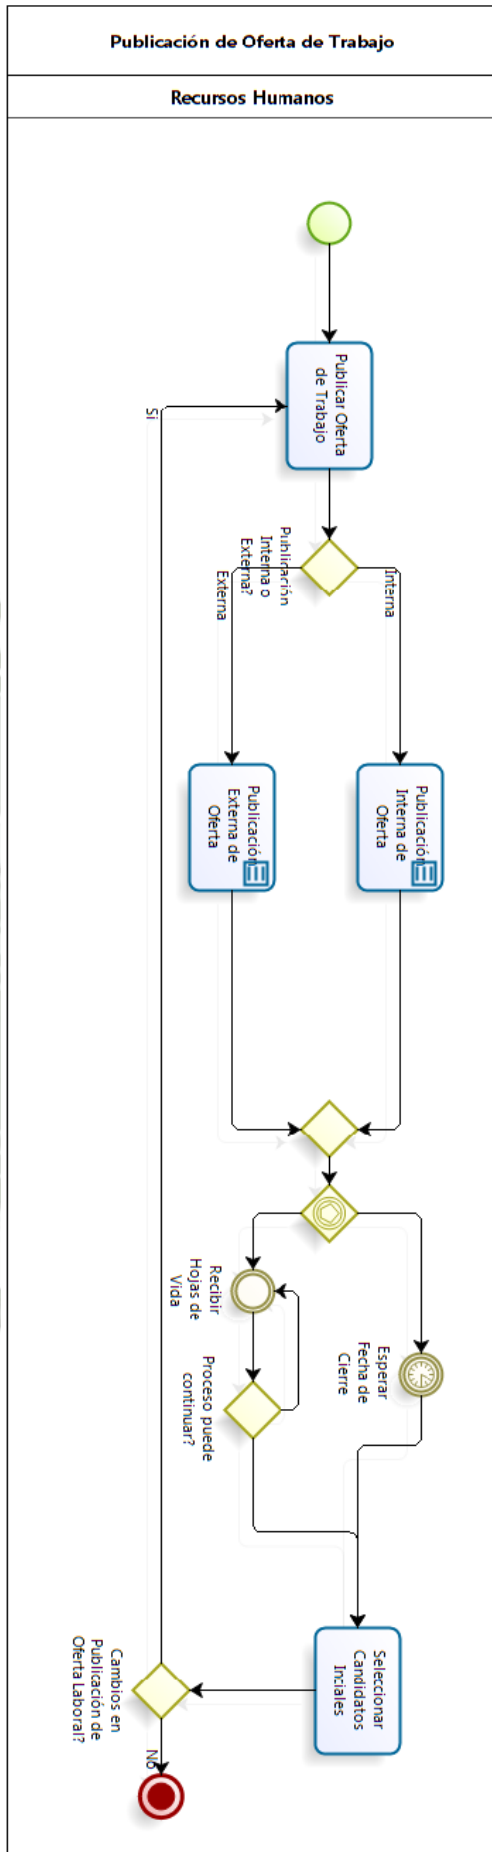 Publicación de Oferta de Trabajo
Recursos Humanos
Publicar Oferta
de Trabajo
Si
Publicación
Interna o
Externa?
Interna
Externa
Publicación
Interna de
Oferta
Publicación
Externa de
Oferta
Recibir
Hojas de
Vida
Esperar
Fecha de
Cierre
Proceso puede
continuar?
Seleccionar
Candidatos
Inciales
Cambios en
Publicación de
Oferta Laboral?
No